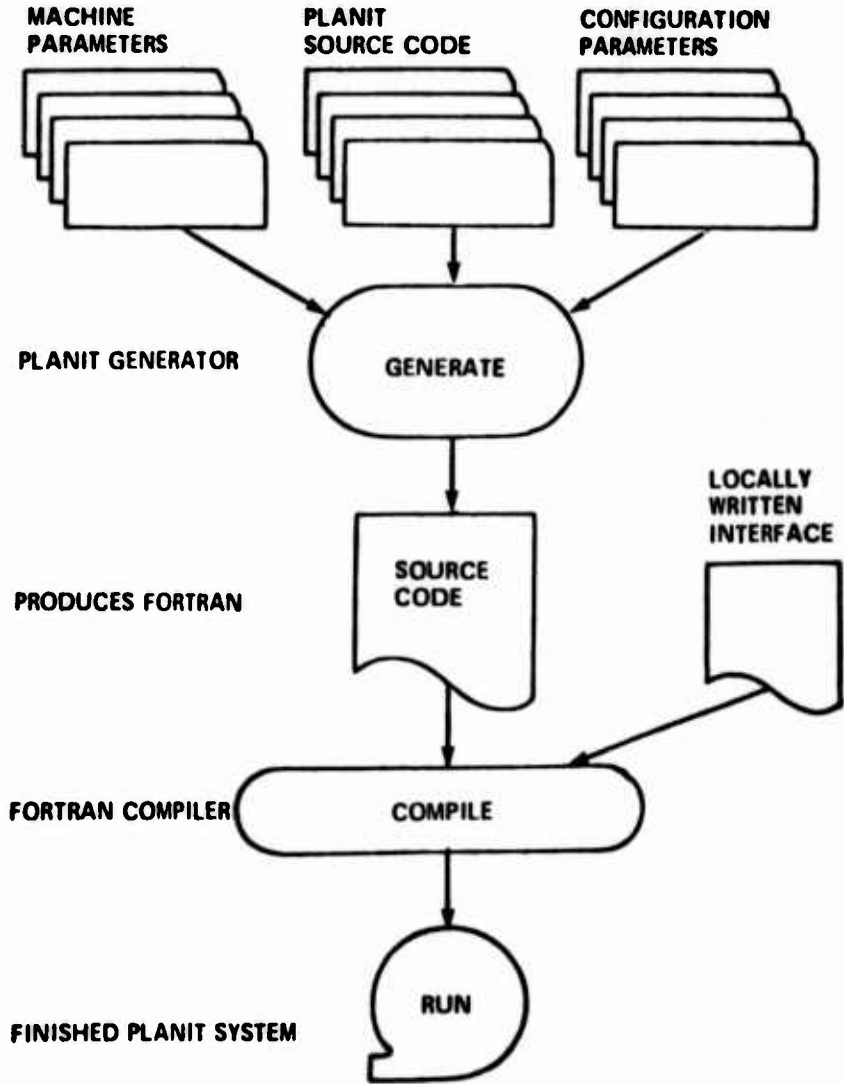 MACHINE
PARAMETERS
PLANIT
SOURCE CODE
CONFIGURATION
PARAMETERS
PLANIT GENERATOR
GENERATE
LOCALLY
WRITTEN
INTERFACE
PRODUCES FORTRAN
SOURCE
CODE
FORTRAN COMPILER
COMPILE
RUN
FINISHED PLANIT SYSTEM